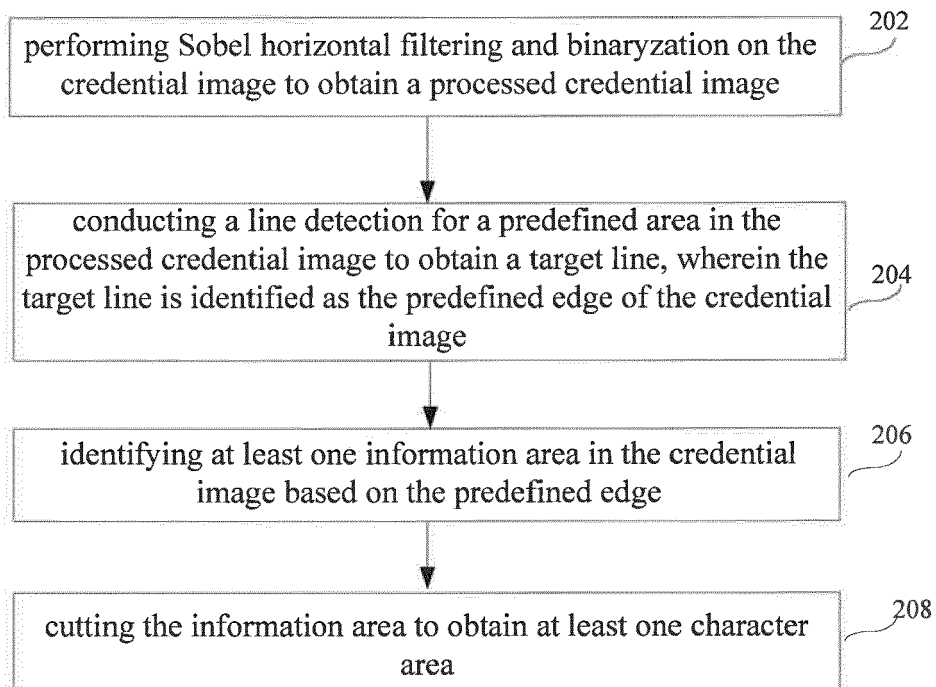 202
performing Sobel horizontal filtering and binaryzation on the
credential image to obtain a processed credential image
conducting a line detection for a predefined area in the
processed credential image to obtain a target line, wherein the
204
target line is identified as the predefined edge of the credential
image
206
identifying at least one information area in the credential
image based on the predefined edge
208
cutting the information area to obtain at least one character
area